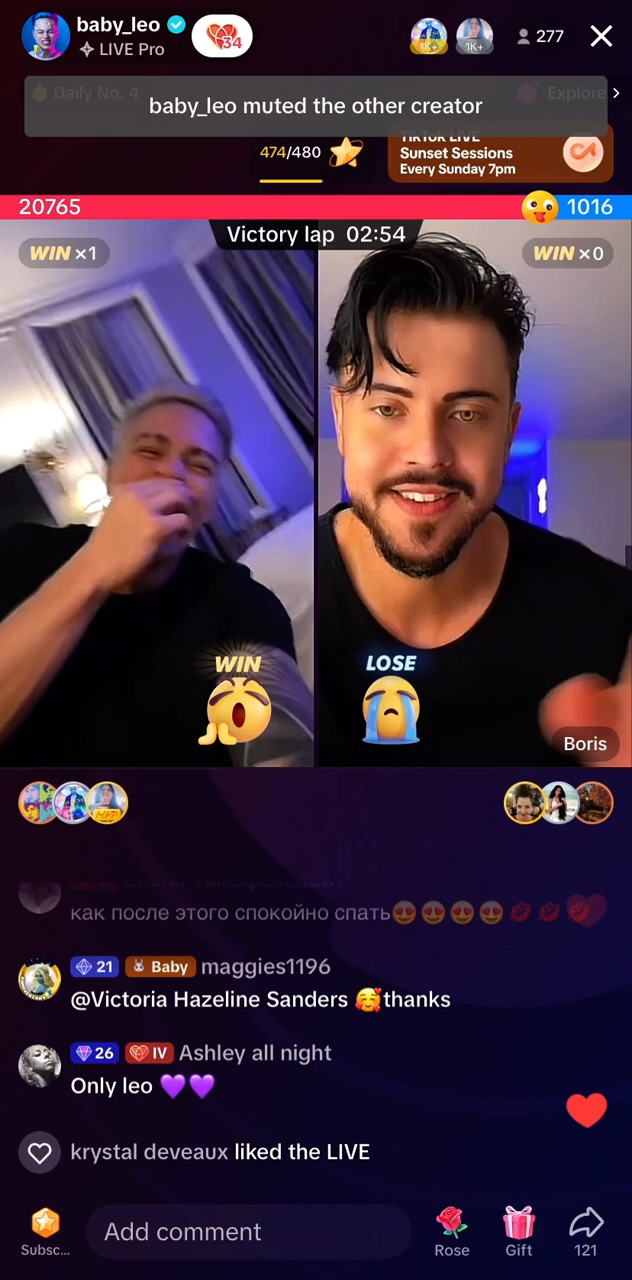 baby_leo
LIVE Pro
34
1K+
1K+
277
Daily No. 4
Explore
baby_leo muted the other creator
474/480
TikTok LIVE
Sunset Sessions
Every Sunday 7pm
20765
1016
Victory lap 02:54
WIN ×1
WIN ×0
WIN
LOSE
Boris
как после этого спокойно спать😍😍😍😍💋💋💋
21 Baby maggies1196
@Victoria Hazeline Sanders 🥰thanks
26 IV Ashley all night
Only leo 💜💜
krystal deveaux liked the LIVE
Subsc...
Add comment
Rose
Gift
121